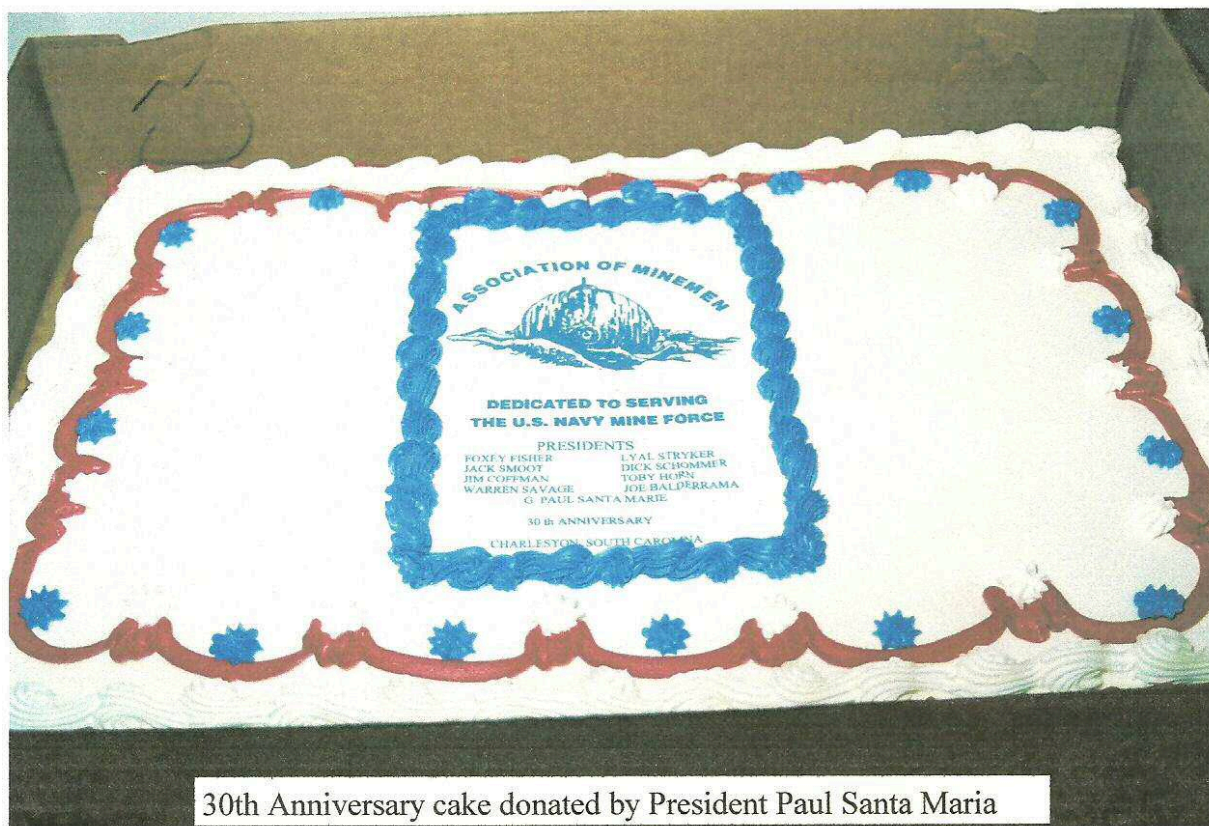 ASSOCIATION OF MINEMEN
DEDICATED TO SERVING
THE U.S. NAVY MINE FORCE
PRESIDENTS
FOXEY FISHER LYAL STRYKER
JACK SMOOT DICK SCHOMMER
JIM COFFMAN TOBY HORN
WARREN SAVAGE JOE BALDERRAMA
G. PAUL SANTA MARIE
30 th ANNIVERSARY
CHARLESTON, SOUTH CAROLINA
30th Anniversary cake donated by President Paul Santa Maria